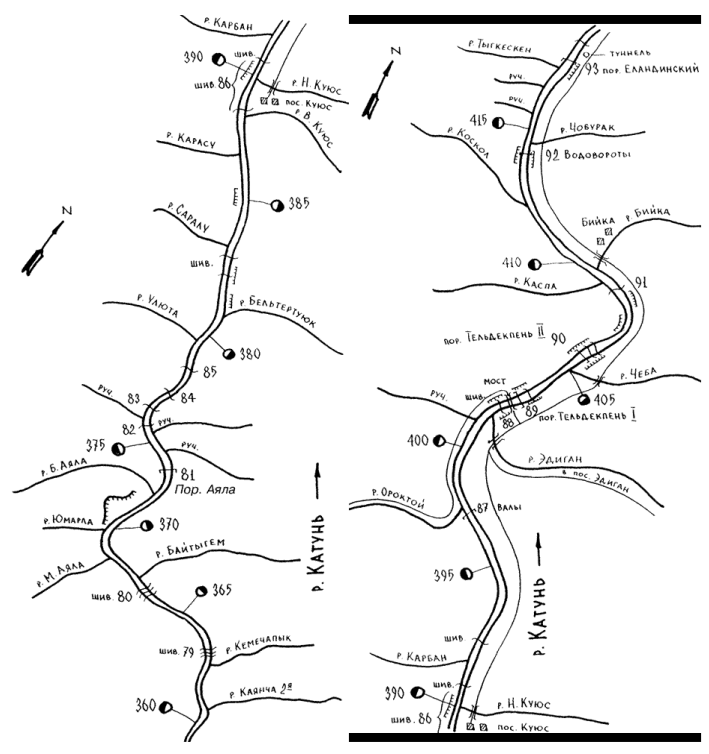 р. Карбан
390
шив.
р. Н. Куюс
шив. 86
пос. Куюс
р. В. Куюс
р. Карасу
385
р. Саралу
N
шив.
р. Улюта
р. Бельтертуюк
380
85
руч.
83
84
82
руч.
375
руч.
р. Б. Аяла
81
Пор. Аяла
р. Юмарла
370
р. Байтыгем
р. М. Аяла
шив. 80
365
р. Катунь
шив. 79
р. Кемечапык
р. Каянча 2я
360
р. Тыгкескен
туннель
93 пор. Еландинский
N
руч.
руч.
415
р. Чобурак
р. Коскол
92 Водовороты
Бийка
р. Бийка
410
р. Каспа
91
пор. Тельдекпень II
90
р. Чеба
мост
405
руч.
шив.
88
89
пор. Тельдекпень I
400
р. Эдиган
в пос. Эдиган
р. Ороктой
87
Валы
395
р. Катунь
шив.
р. Карбан
шив.
390
р. Н. Куюс
шив. 86
пос. Куюс